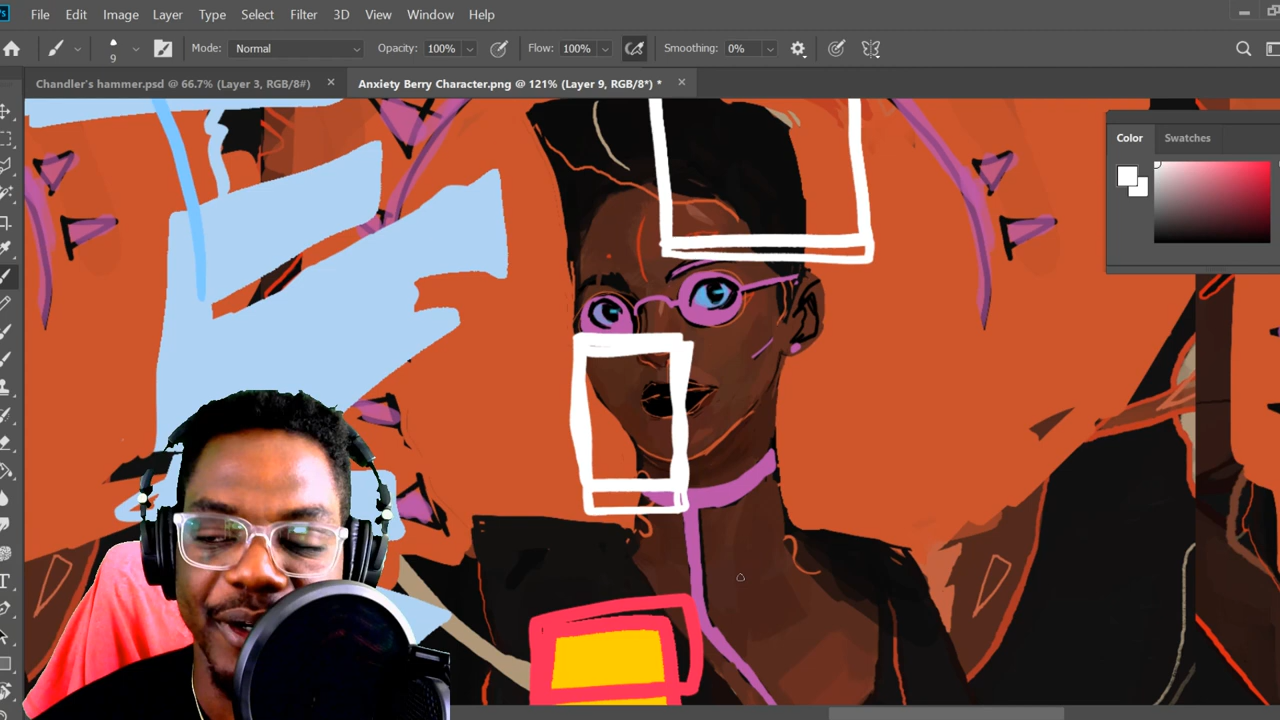 Ps File Edit Image Layer Type Select Filter 3D View Window Help
9 Mode: Normal Opacity: 100% Flow: 100% Smoothing: 0%
Chandler's hammer.psd @ 66.7% (Layer 3, RGB/8#) × Anxiety Berry Character.png @ 121% (Layer 9, RGB/8*) * ×
Color Swatches